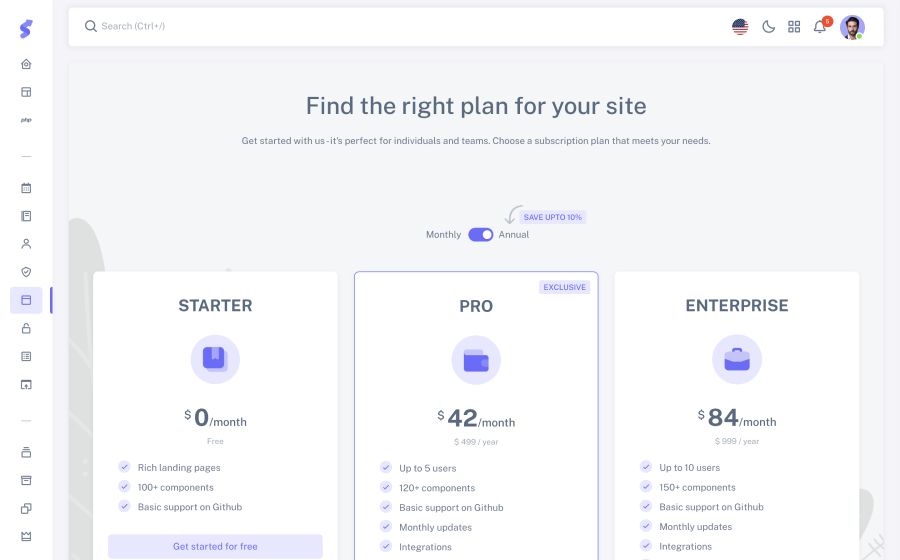 Search (Ctrl+/)
5
php
Find the right plan for your site
Get started with us - it's perfect for individuals and teams. Choose a subscription plan that meets your needs.
SAVE UPTO 10%
Monthly
Annual
STARTER
$0/month
Free
Rich landing pages
100+ components
Basic support on Github
Get started for free
EXCLUSIVE
PRO
$42/month
$ 499 / year
Up to 5 users
120+ components
Basic support on Github
Monthly updates
Integrations
ENTERPRISE
$84/month
$ 999 / year
Up to 10 users
150+ components
Basic support on Github
Monthly updates
Integrations